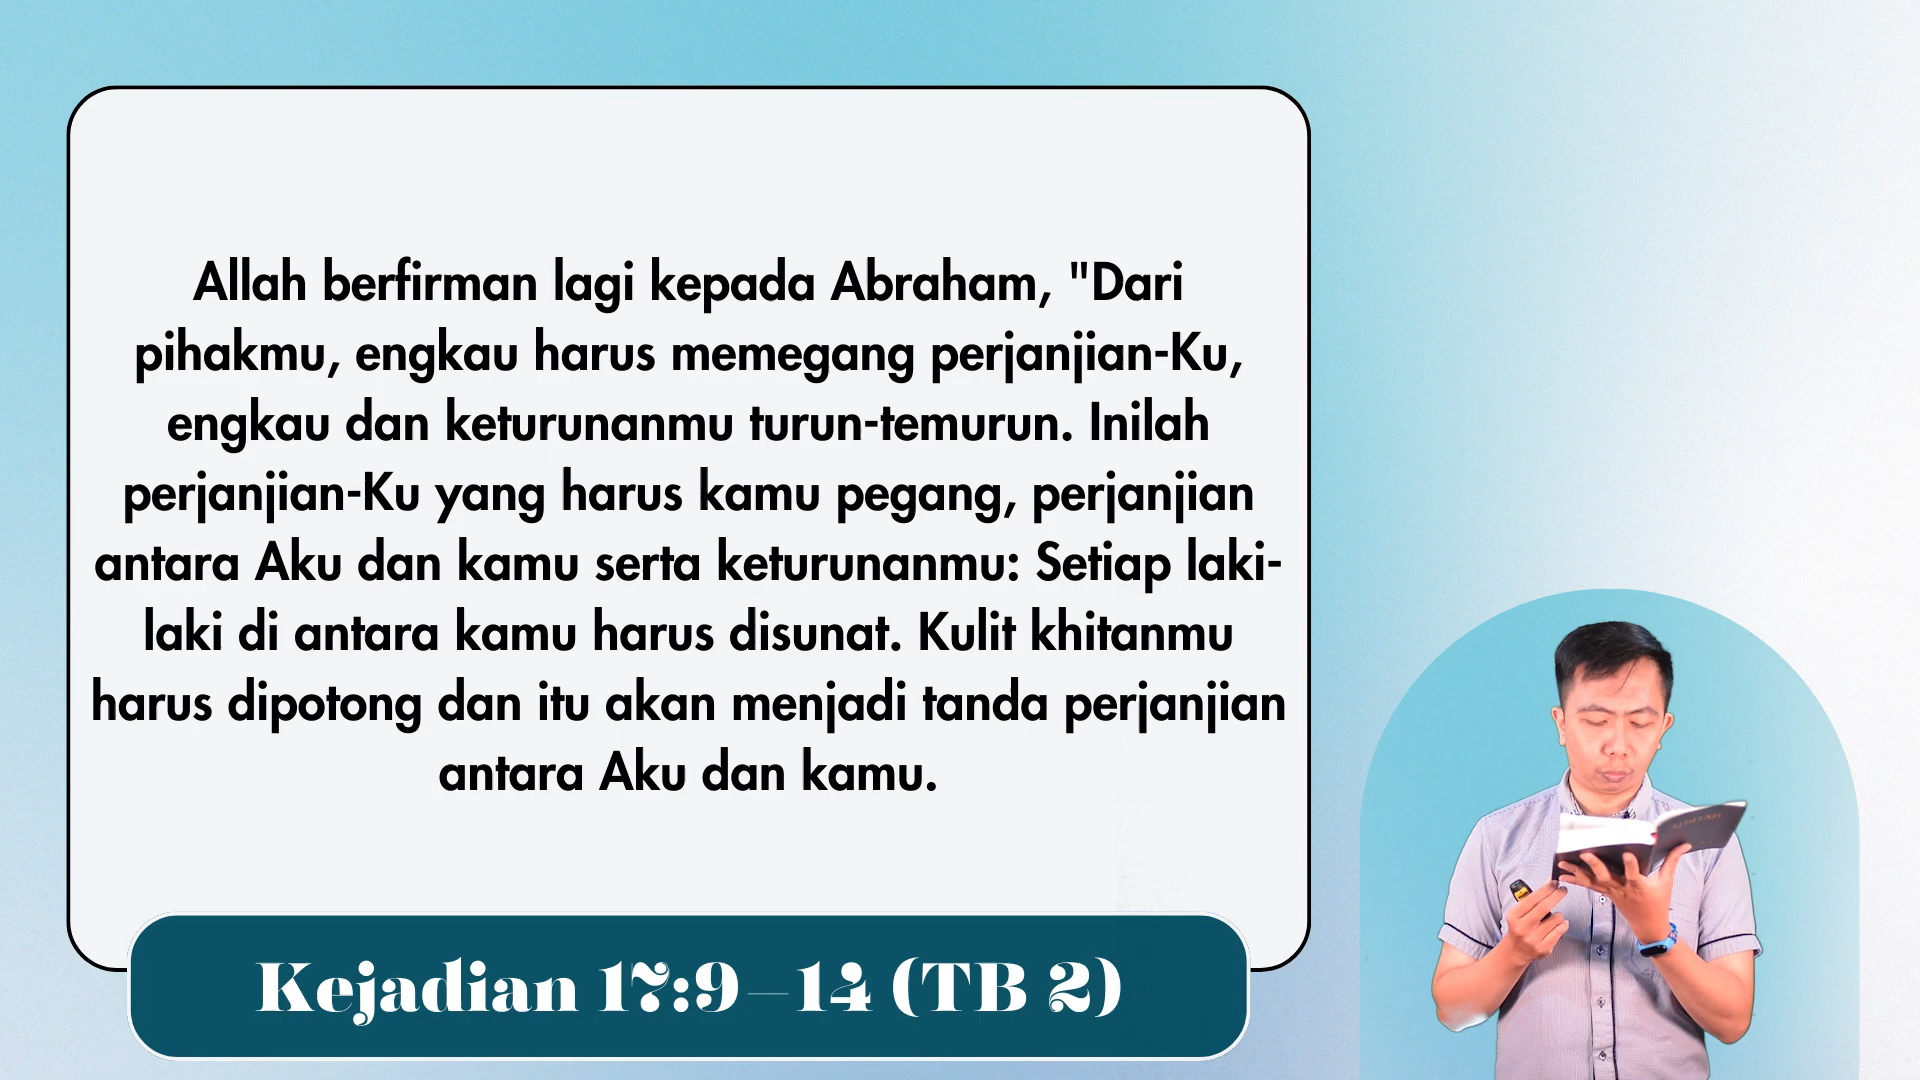 Allah berfirman lagi kepada Abraham, "Dari
pihakmu, engkau harus memegang perjanjian-Ku,
engkau dan keturunanmu turun-temurun. Inilah
perjanjian-Ku yang harus kamu pegang, perjanjian
antara Aku dan kamu serta keturunanmu: Setiap laki-
laki di antara kamu harus disunat. Kulit khitanmu
harus dipotong dan itu akan menjadi tanda perjanjian
antara Aku dan kamu.
Kejadian 17:9–14 (TB 2)